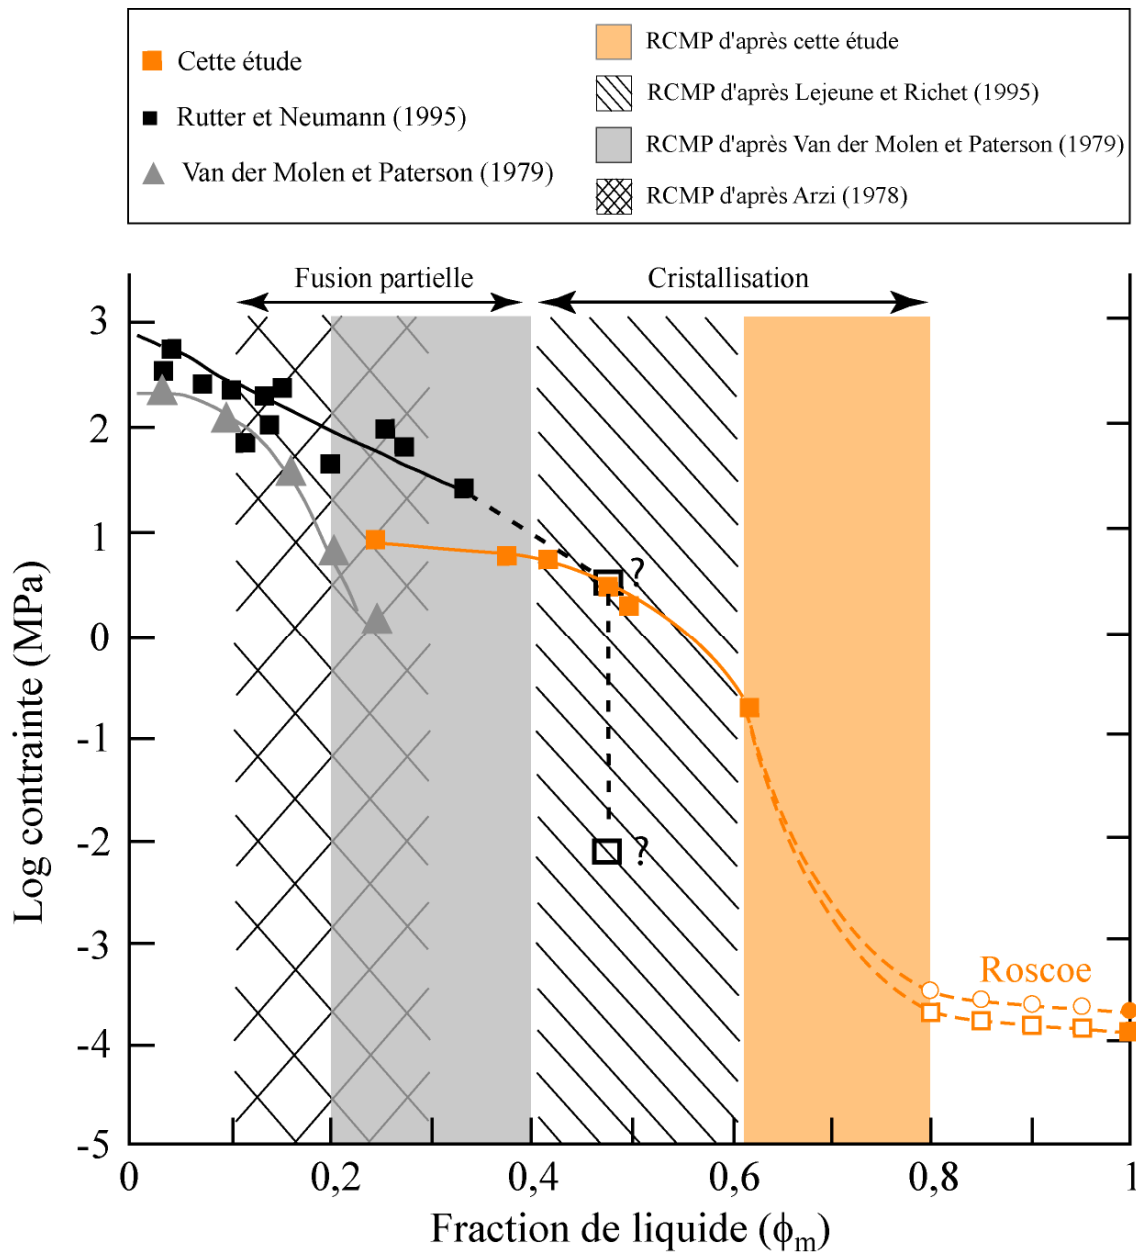 Cette étude
Rutter et Neumann (1995)
Van der Molen et Paterson (1979)
RCMP d'après cette étude
RCMP d'après Lejeune et Richet (1995)
RCMP d'après Van der Molen et Paterson (1979)
RCMP d'après Arzi (1978)
Fusion partielle
Cristallisation
3
2
1
0
-1
-2
-3
-4
-5
Log contrainte (MPa)
?
?
Roscoe
0
0,2
0,4
0,6
0,8
1
Fraction de liquide (ϕm)